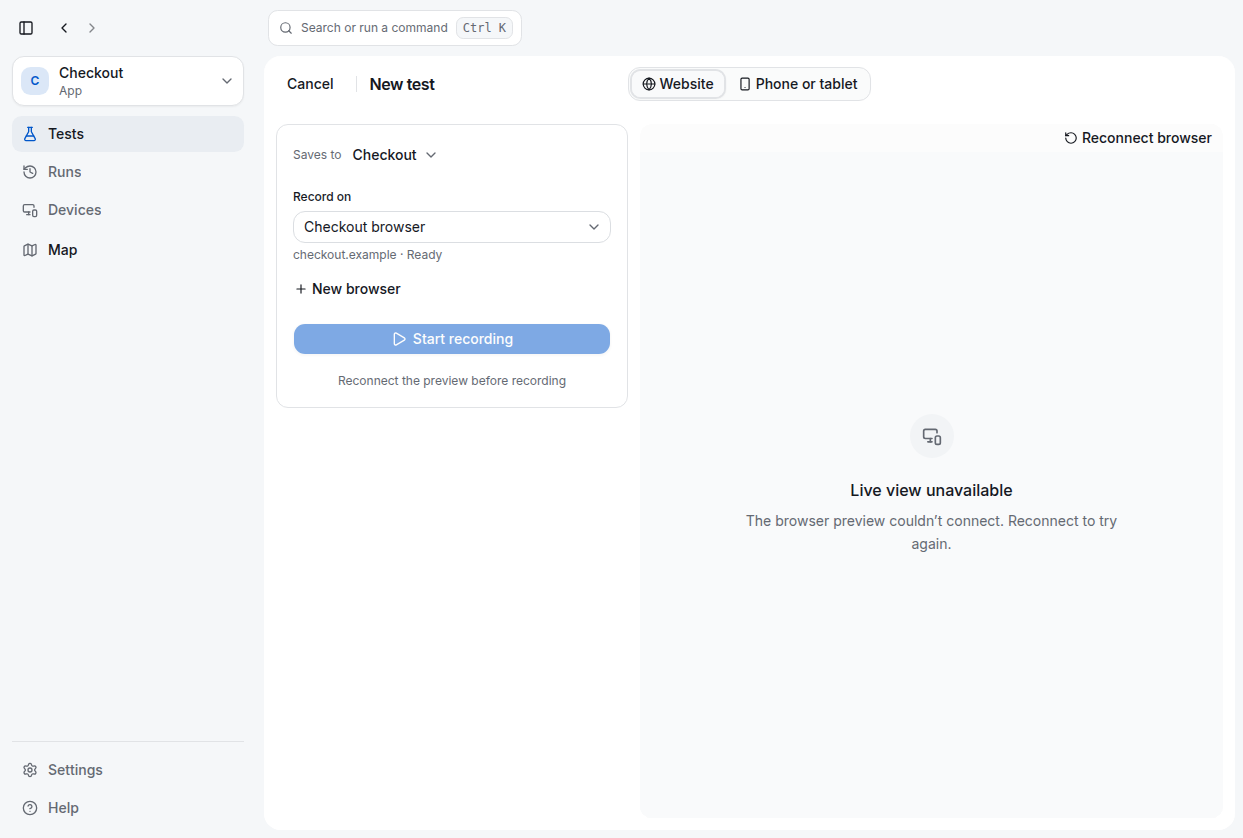 Search or run a command Ctrl K
C
Checkout
App
Tests
Runs
Devices
Map
Settings
Help
Cancel
New test
Website
Phone or tablet
Saves to Checkout
Record on
Checkout browser
checkout.example · Ready
New browser
Start recording
Reconnect the preview before recording
Reconnect browser
Live view unavailable
The browser preview couldn’t connect. Reconnect to try
again.